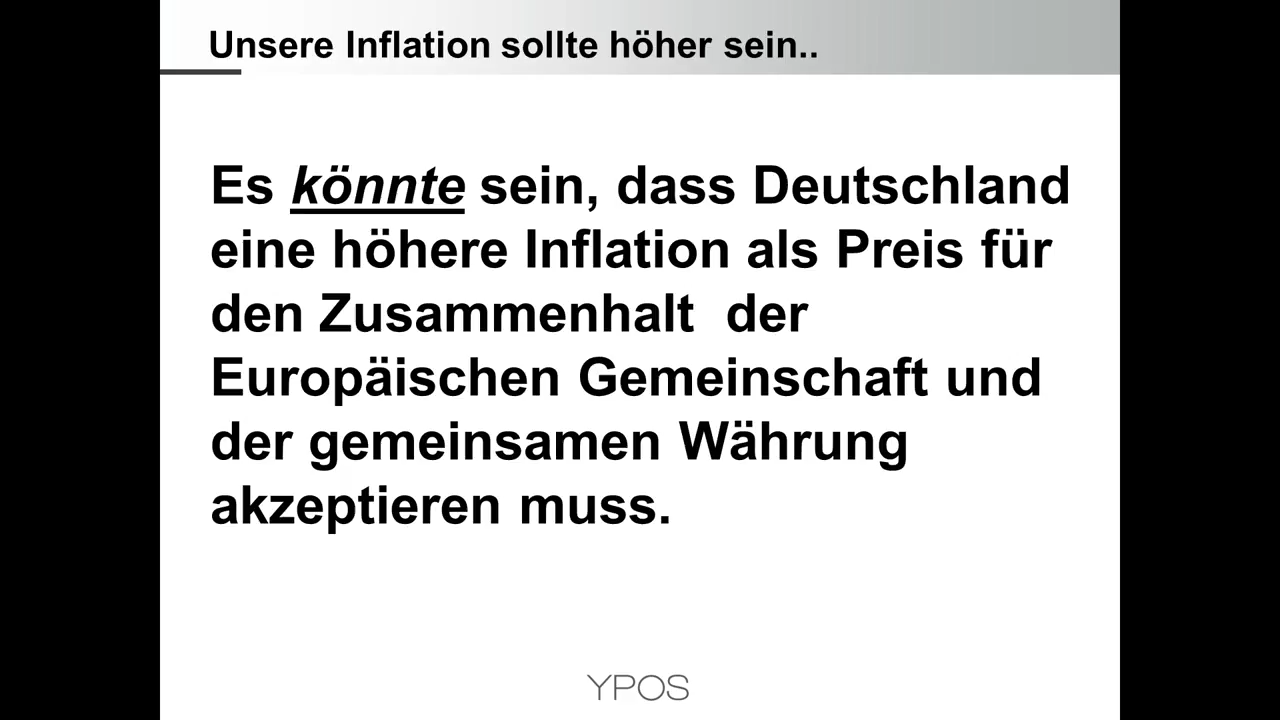 Unsere Inflation sollte höher sein..
Es könnte sein, dass Deutschland
eine höhere Inflation als Preis für
den Zusammenhalt  der
Europäischen Gemeinschaft und
der gemeinsamen Währung
akzeptieren muss.
YPOS